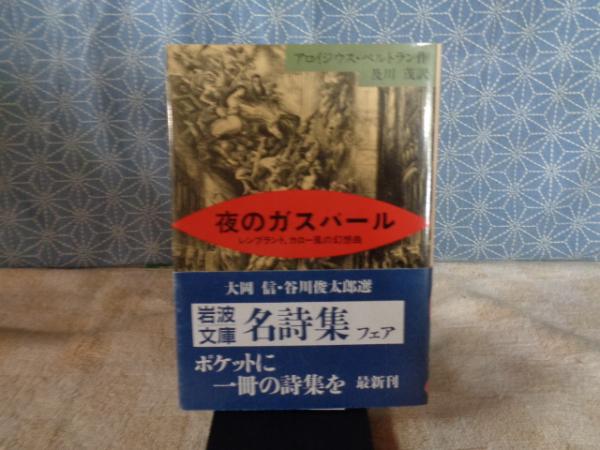 アロイジウス・ベルトラン作
及川 茂訳
夜のガスパール
レンブラント、カロー風の幻想曲
大岡 信・谷川俊太郎選
岩波
文庫
名詩集 フェア
ポケットに
一冊の詩集を 最新刊